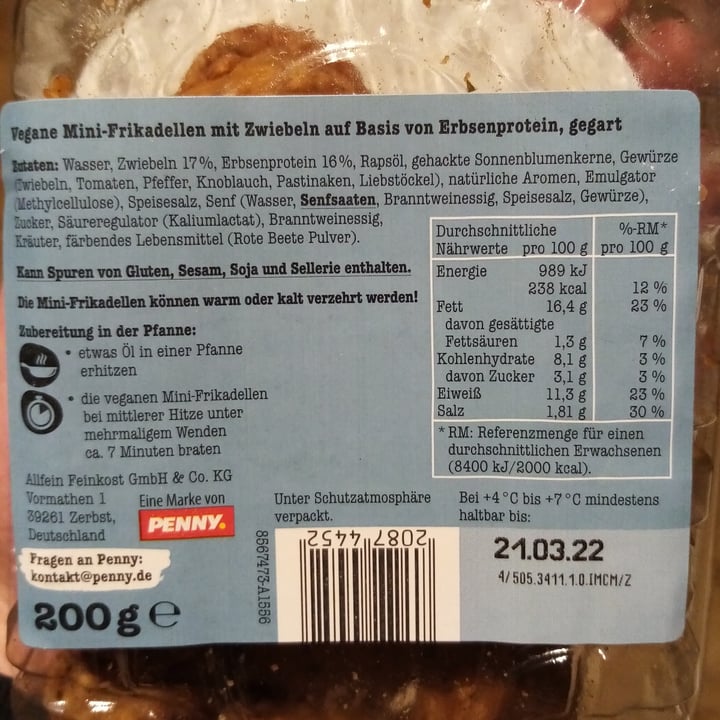 Vegane Mini-Frikadellen mit Zwiebeln auf Basis von Erbsenprotein, gegart
Zutaten: Wasser, Zwiebeln 17%, Erbsenprotein 16%, Rapsöl, gehackte Sonnenblumenkerne, Gewürze
(Zwiebeln, Tomaten, Pfeffer, Knoblauch, Pastinaken, Liebstöckel), natürliche Aromen, Emulgator
(Methylcellulose), Speisesalz, Senf (Wasser, Senfsaaten, Branntweinessig, Speisesalz, Gewürze),
Zucker, Säureregulator (Kaliumlactat), Branntweinessig,
Kräuter, färbendes Lebensmittel (Rote Beete Pulver).
Kann Spuren von Gluten, Sesam, Soja und Sellerie enthalten.
Die Mini-Frikadellen können warm oder kalt verzehrt werden!
Zubereitung in der Pfanne:
• etwas Öl in einer Pfanne
erhitzen
• die veganen Mini-Frikadellen
bei mittlerer Hitze unter
mehrmaligem Wenden
ca. 7 Minuten braten
Durchschnittliche %-RM*
Nährwerte pro 100 g pro 100 g
Energie 989 kJ
238 kcal 12 %
Fett 16,4 g 23 %
davon gesättigte
Fettsäuren 1,3 g 7 %
Kohlenhydrate 8,1 g 3 %
davon Zucker 3,1 g 3 %
Eiweiß 11,3 g 23 %
Salz 1,81 g 30 %
* RM: Referenzmenge für einen
durchschnittlichen Erwachsenen
(8400 kJ/2000 kcal).
Allfein Feinkost GmbH & Co. KG
Vormathen 1
39261 Zerbst,
Deutschland
Eine Marke von
PENNY.
Fragen an Penny:
kontakt@penny.de
200 g e
Unter Schutzatmosphäre
verpackt.
8567473-A1556
2087 4452
Bei +4 °C bis +7 °C mindestens
haltbar bis:
21.03.22
4/505.3411.1.0.IMCM/Z